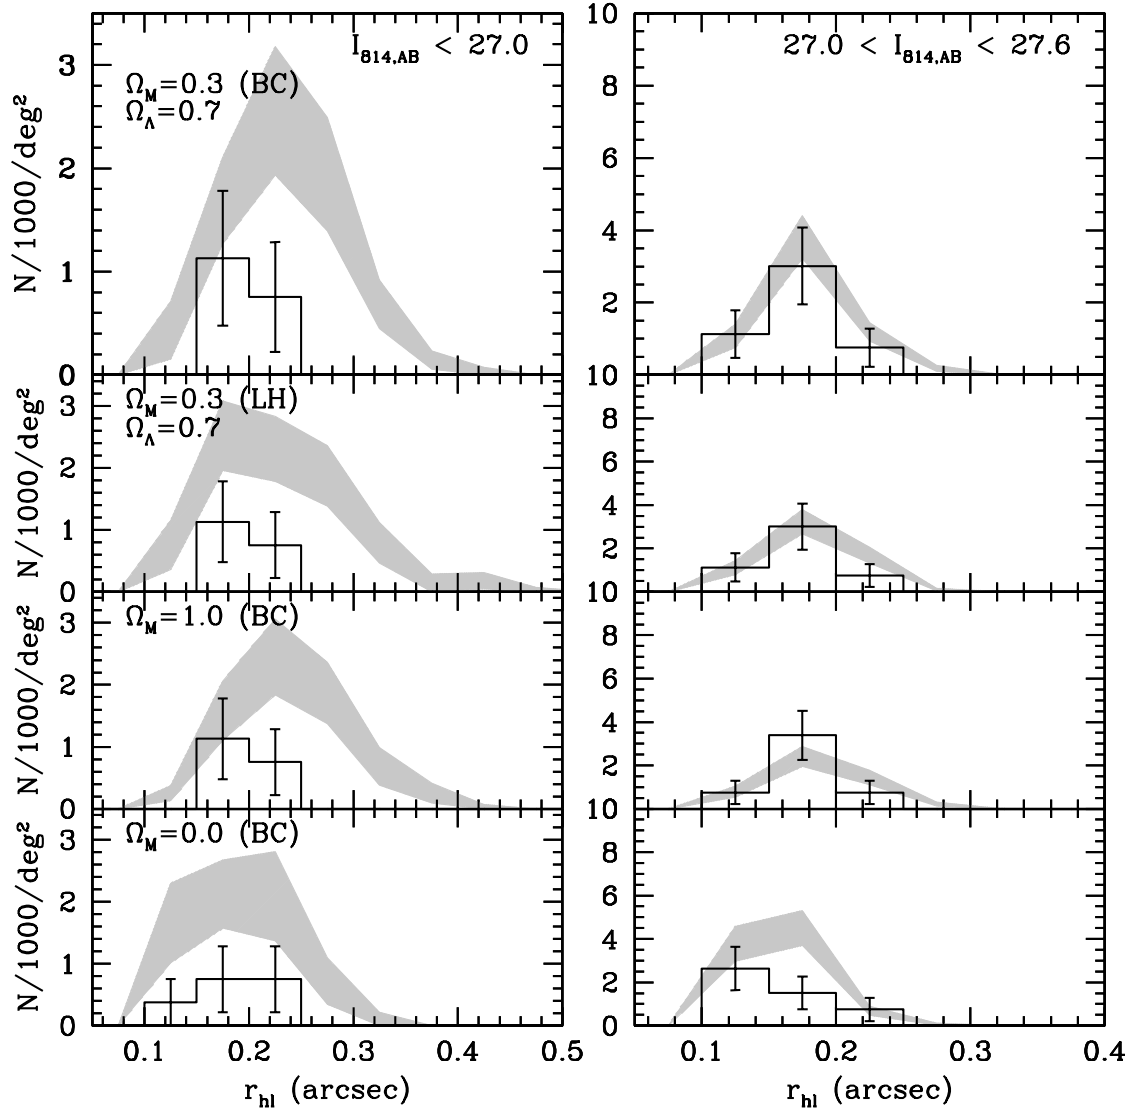 I814,AB < 27.0
27.0 < I814,AB < 27.6
ΩM=0.3 (BC)
ΩΛ=0.7
N/1000/deg²
3
2
1
0
10
8
6
4
2
10
ΩM=0.3 (LH)
ΩΛ=0.7
N/1000/deg²
3
2
1
0
8
6
4
2
10
ΩM=1.0 (BC)
N/1000/deg²
3
2
1
0
8
6
4
2
10
ΩM=0.0 (BC)
N/1000/deg²
3
2
1
0
8
6
4
2
0
0.1 0.2 0.3 0.4 0.5
0.1 0.2 0.3 0.4
rhl (arcsec)
rhl (arcsec)